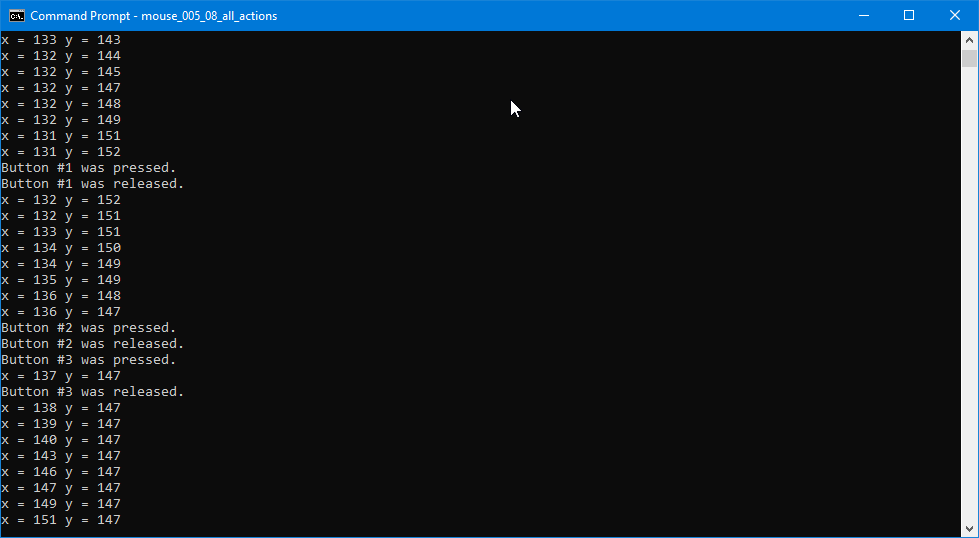 Command Prompt - mouse_005_08_all_actions
x = 133 y = 143
x = 132 y = 144
x = 132 y = 145
x = 132 y = 147
x = 132 y = 148
x = 132 y = 149
x = 131 y = 151
x = 131 y = 152
Button #1 was pressed.
Button #1 was released.
x = 132 y = 152
x = 132 y = 151
x = 133 y = 151
x = 134 y = 150
x = 134 y = 149
x = 135 y = 149
x = 136 y = 148
x = 136 y = 147
Button #2 was pressed.
Button #2 was released.
Button #3 was pressed.
x = 137 y = 147
Button #3 was released.
x = 138 y = 147
x = 139 y = 147
x = 140 y = 147
x = 143 y = 147
x = 146 y = 147
x = 147 y = 147
x = 149 y = 147
x = 151 y = 147